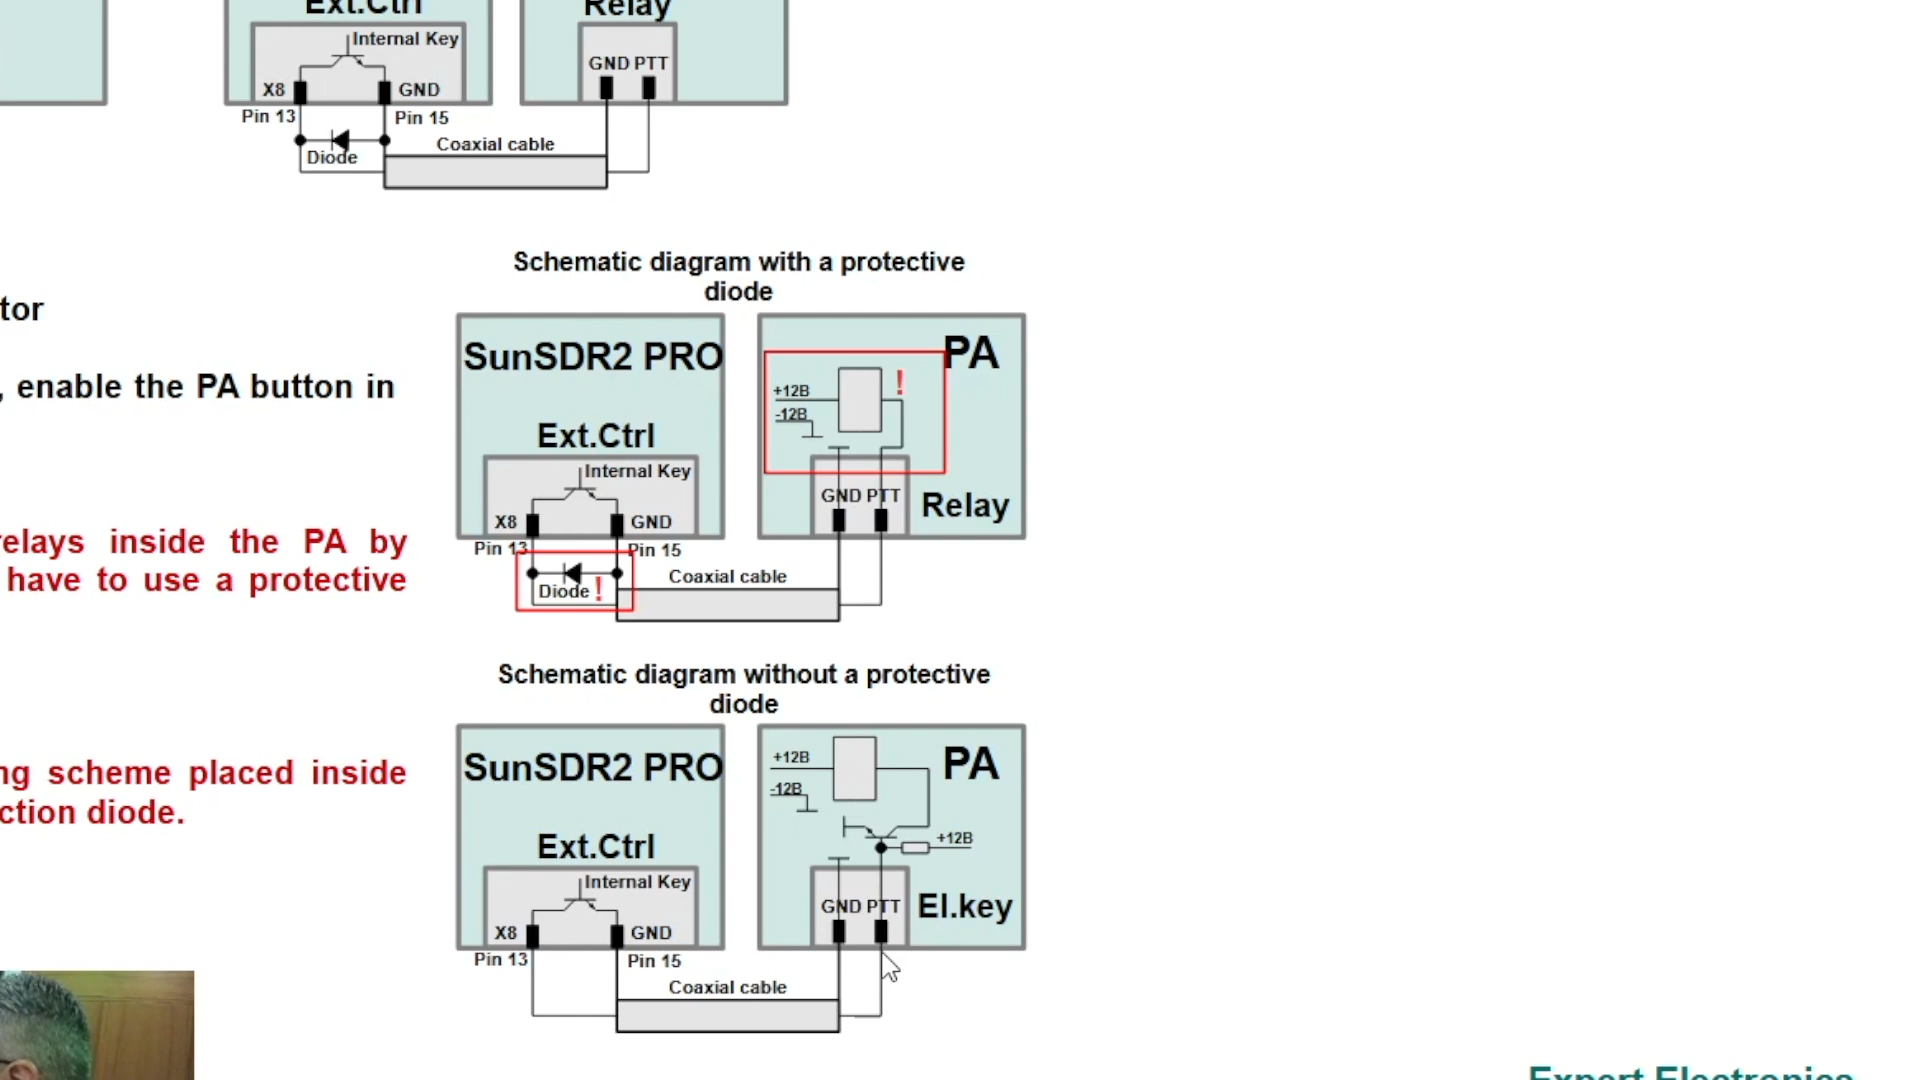 Ext.Ctrl
Relay
Internal Key
GND PTT
X8
GND
Pin 13
Pin 15
Coaxial cable
Diode
Schematic diagram with a protective
diode
tor
SunSDR2 PRO
PA
, enable the PA button in
+12B
!
-12B
Ext.Ctrl
Internal Key
GND PTT
Relay
X8
GND
elays inside the PA by
Pin 13
Pin 15
have to use a protective
Coaxial cable
Diode !
Schematic diagram without a protective
diode
SunSDR2 PRO
PA
+12B
ng scheme placed inside
-12B
ction diode.
+12B
Ext.Ctrl
Internal Key
GND PTT
El.key
X8
GND
Pin 13
Pin 15
Coaxial cable
Expert Electronics